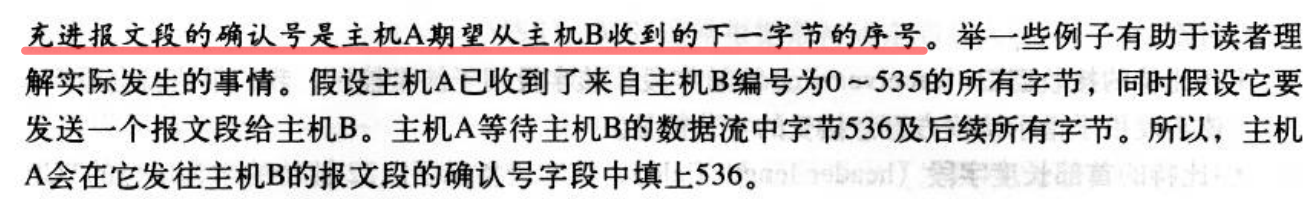 充进报文段的确认号是主机A期望从主机B收到的下一字节的序号。举一些例子有助于读者理
解实际发生的事情。假设主机A已收到了来自主机B编号为0～535的所有字节，同时假设它要
发送一个报文段给主机B。主机A等待主机B的数据流中字节536及后续所有字节。所以，主机
A会在它发往主机B的报文段的确认号字段中填上536。